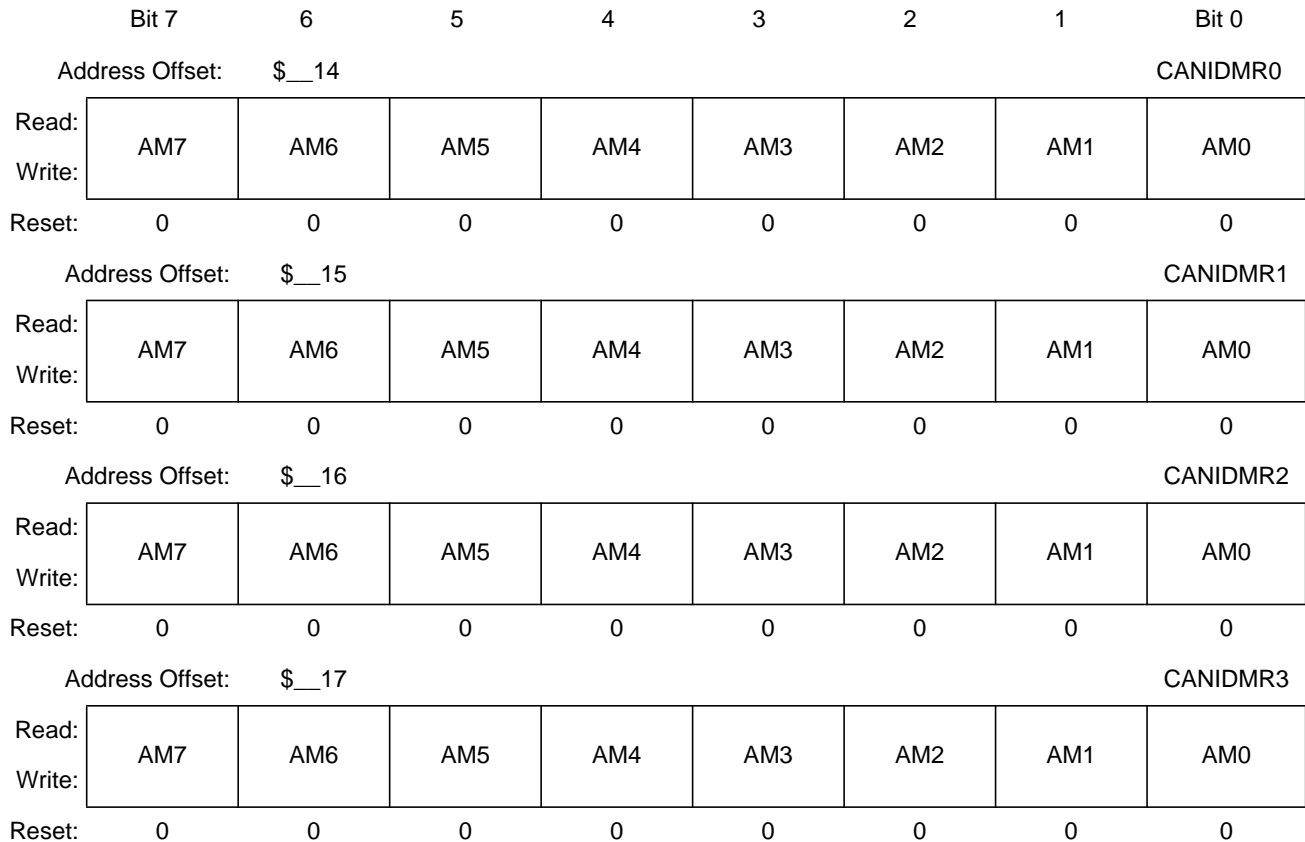 Bit 7 6 5 4 3 2 1 Bit 0
Address Offset: $__14 CANIDMR0
Read:
AM7 AM6 AM5 AM4 AM3 AM2 AM1 AM0
Write:
Reset: 0 0 0 0 0 0 0 0
Address Offset: $__15 CANIDMR1
Read:
AM7 AM6 AM5 AM4 AM3 AM2 AM1 AM0
Write:
Reset: 0 0 0 0 0 0 0 0
Address Offset: $__16 CANIDMR2
Read:
AM7 AM6 AM5 AM4 AM3 AM2 AM1 AM0
Write:
Reset: 0 0 0 0 0 0 0 0
Address Offset: $__17 CANIDMR3
Read:
AM7 AM6 AM5 AM4 AM3 AM2 AM1 AM0
Write:
Reset: 0 0 0 0 0 0 0 0